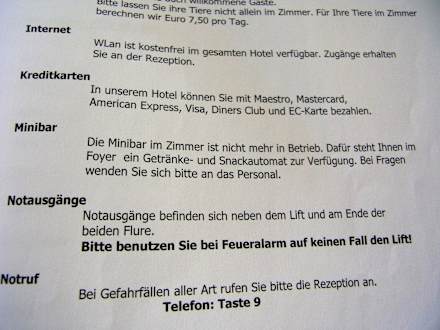 willkommene Gäste.
Bitte lassen Sie ihre Tiere nicht allein im Zimmer. Für Ihre Tiere im Zimmer
berechnen wir Euro 7,50 pro Tag.
Internet
WLan ist kostenfrei im gesamten Hotel verfügbar. Zugänge erhalten
Sie an der Rezeption.
Kreditkarten
In unserem Hotel können Sie mit Maestro, Mastercard,
American Express, Visa, Diners Club und EC-Karte bezahlen.
Minibar
Die Minibar im Zimmer ist nicht mehr in Betrieb. Dafür steht Ihnen im
Foyer ein Getränke- und Snackautomat zur Verfügung. Bei Fragen
wenden Sie sich bitte an das Personal.
Notausgänge
Notausgänge befinden sich neben dem Lift und am Ende der
beiden Flure.
Bitte benutzen Sie bei Feueralarm auf keinen Fall den Lift!
Notruf
Bei Gefahrfällen aller Art rufen Sie bitte die Rezeption an.
Telefon: Taste 9